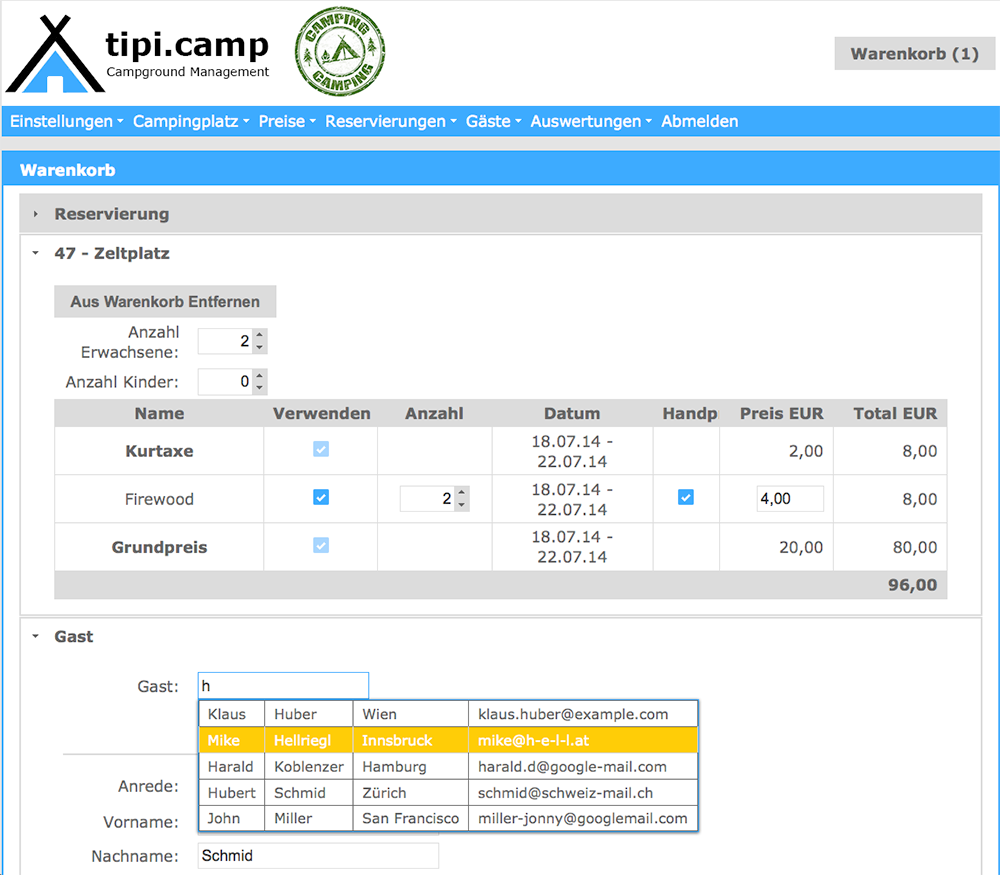 tipi.camp
Campground Management
CAMPING
CAMPING
Warenkorb (1)
Einstellungen Campingplatz Preise Reservierungen Gäste Auswertungen Abmelden
Warenkorb
Reservierung
47 - Zeltplatz
Aus Warenkorb Entfernen
Anzahl
Erwachsene: 2
Anzahl Kinder: 0
Name Verwenden Anzahl Datum Handp Preis EUR Total EUR
Kurtaxe 18.07.14 - 2,00 8,00
22.07.14
Firewood 2 18.07.14 - 4,00 8,00
22.07.14
Grundpreis 18.07.14 - 20,00 80,00
22.07.14
96,00
Gast
Gast: h
Klaus Huber Wien klaus.huber@example.com
Mike Hellriegl Innsbruck mike@h-e-l-l.at
Harald Koblenzer Hamburg harald.d@google-mail.com
Hubert Schmid Zürich schmid@schweiz-mail.ch
John Miller San Francisco miller-jonny@googlemail.com
Anrede:
Vorname:
Nachname: Schmid